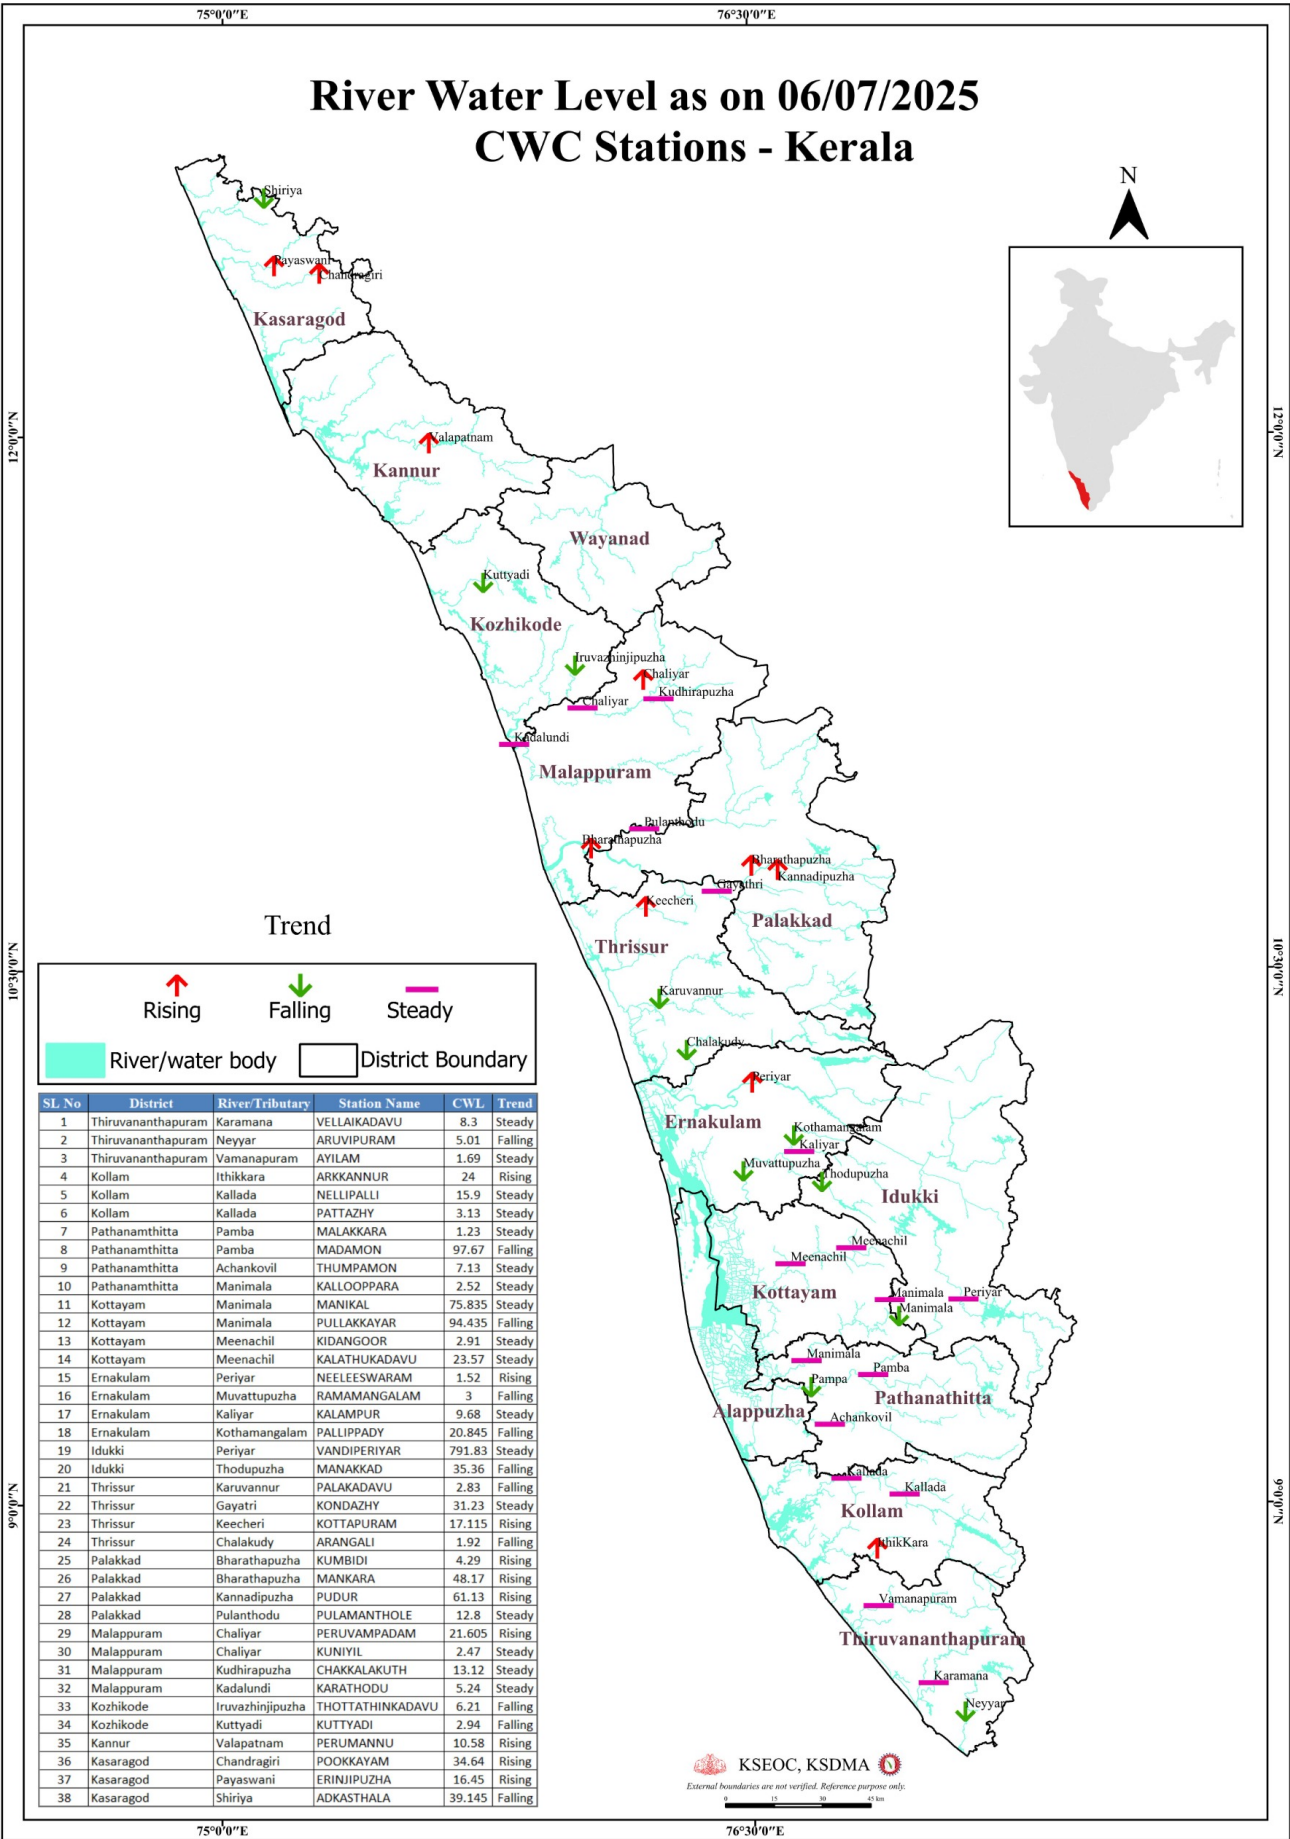 75°0'0"E 76°30'0"E
River Water Level as on 06/07/2025
CWC Stations - Kerala
N
Shiriya
Payaswani
Chandragiri
Kasaragod
12°0'0"N 12°0'0"N
Valapatnam
Kannur
Wayanad
Kuttyadi
Kozhikode
Iruvazhinjipuzha
Chaliyar
Kudhirapuzha
Chaliyar
Kadalundi
Malappuram
Pulanthodu
Bharathapuzha
Bharathapuzha
Kannadipuzha
Gayathri
Keecheri
Palakkad
Thrissur
10°30'0"N 10°30'0"N
Karuvannur
Chalakudy
Periyar
Ernakulam
Kothamangalam
Kaliyar
Muvattupuzha
Thodupuzha
Idukki
Meenachil
Meenachil
Kottayam
Manimala
Periyar
Manimala
Manimala
Pamba
Pampa
Pathanathitta
Alappuzha
Achankovil
Kallada
Kallada
Kollam
9°0'0"N 9°0'0"N
IthikKara
Vamanapuram
Thiruvananthapuram
Karamana
Neyyar
Trend
Rising Falling Steady
River/water body District Boundary
SL No District River/Tributary Station Name CWL Trend
1 Thiruvananthapuram Karamana VELLAIKADAVU 8.3 Steady
2 Thiruvananthapuram Neyyar ARUVIPURAM 5.01 Falling
3 Thiruvananthapuram Vamanapuram AYILAM 1.69 Steady
4 Kollam Ithikkara ARKKANNUR 24 Rising
5 Kollam Kallada NELLIPALLI 15.9 Steady
6 Kollam Kallada PATTAZHY 3.13 Steady
7 Pathanamthitta Pamba MALAKKARA 1.23 Steady
8 Pathanamthitta Pamba MADAMON 97.67 Falling
9 Pathanamthitta Achankovil THUMPAMON 7.13 Steady
10 Pathanamthitta Manimala KALLOOPPARA 2.52 Steady
11 Kottayam Manimala MANIKAL 75.835 Steady
12 Kottayam Manimala PULLAKKAYAR 94.435 Falling
13 Kottayam Meenachil KIDANGOOR 2.91 Steady
14 Kottayam Meenachil KALATHUKADAVU 23.57 Steady
15 Ernakulam Periyar NEELEESWARAM 1.52 Rising
16 Ernakulam Muvattupuzha RAMAMANGALAM 3 Falling
17 Ernakulam Kaliyar KALAMPUR 9.68 Steady
18 Ernakulam Kothamangalam PALLIPPADY 20.845 Falling
19 Idukki Periyar VANDIPERIYAR 791.83 Steady
20 Idukki Thodupuzha MANAKKAD 35.36 Falling
21 Thrissur Karuvannur PALAKADAVU 2.83 Falling
22 Thrissur Gayatri KONDAZHY 31.23 Steady
23 Thrissur Keecheri KOTTAPURAM 17.115 Rising
24 Thrissur Chalakudy ARANGALI 1.92 Falling
25 Palakkad Bharathapuzha KUMBIDI 4.29 Rising
26 Palakkad Bharathapuzha MANKARA 48.17 Rising
27 Palakkad Kannadipuzha PUDUR 61.13 Rising
28 Palakkad Pulanthodu PULAMANTHOLE 12.8 Steady
29 Malappuram Chaliyar PERUVAMPADAM 21.605 Rising
30 Malappuram Chaliyar KUNIYIL 2.47 Steady
31 Malappuram Kudhirapuzha CHAKKALAKUTH 13.12 Steady
32 Malappuram Kadalundi KARATHODU 5.24 Steady
33 Kozhikode Iruvazhinjipuzha THOTTATHINKADAVU 6.21 Falling
34 Kozhikode Kuttyadi KUTTYADI 2.94 Falling
35 Kannur Valapatnam PERUMANNU 10.58 Rising
36 Kasaragod Chandragiri POOKKAYAM 34.64 Rising
37 Kasaragod Payaswani ERINJIPUZHA 16.45 Rising
38 Kasaragod Shiriya ADKASTHALA 39.145 Falling
KSEOC, KSDMA
External boundaries are not verified. Reference purpose only.
0 15 30 45 km
75°0'0"E 76°30'0"E